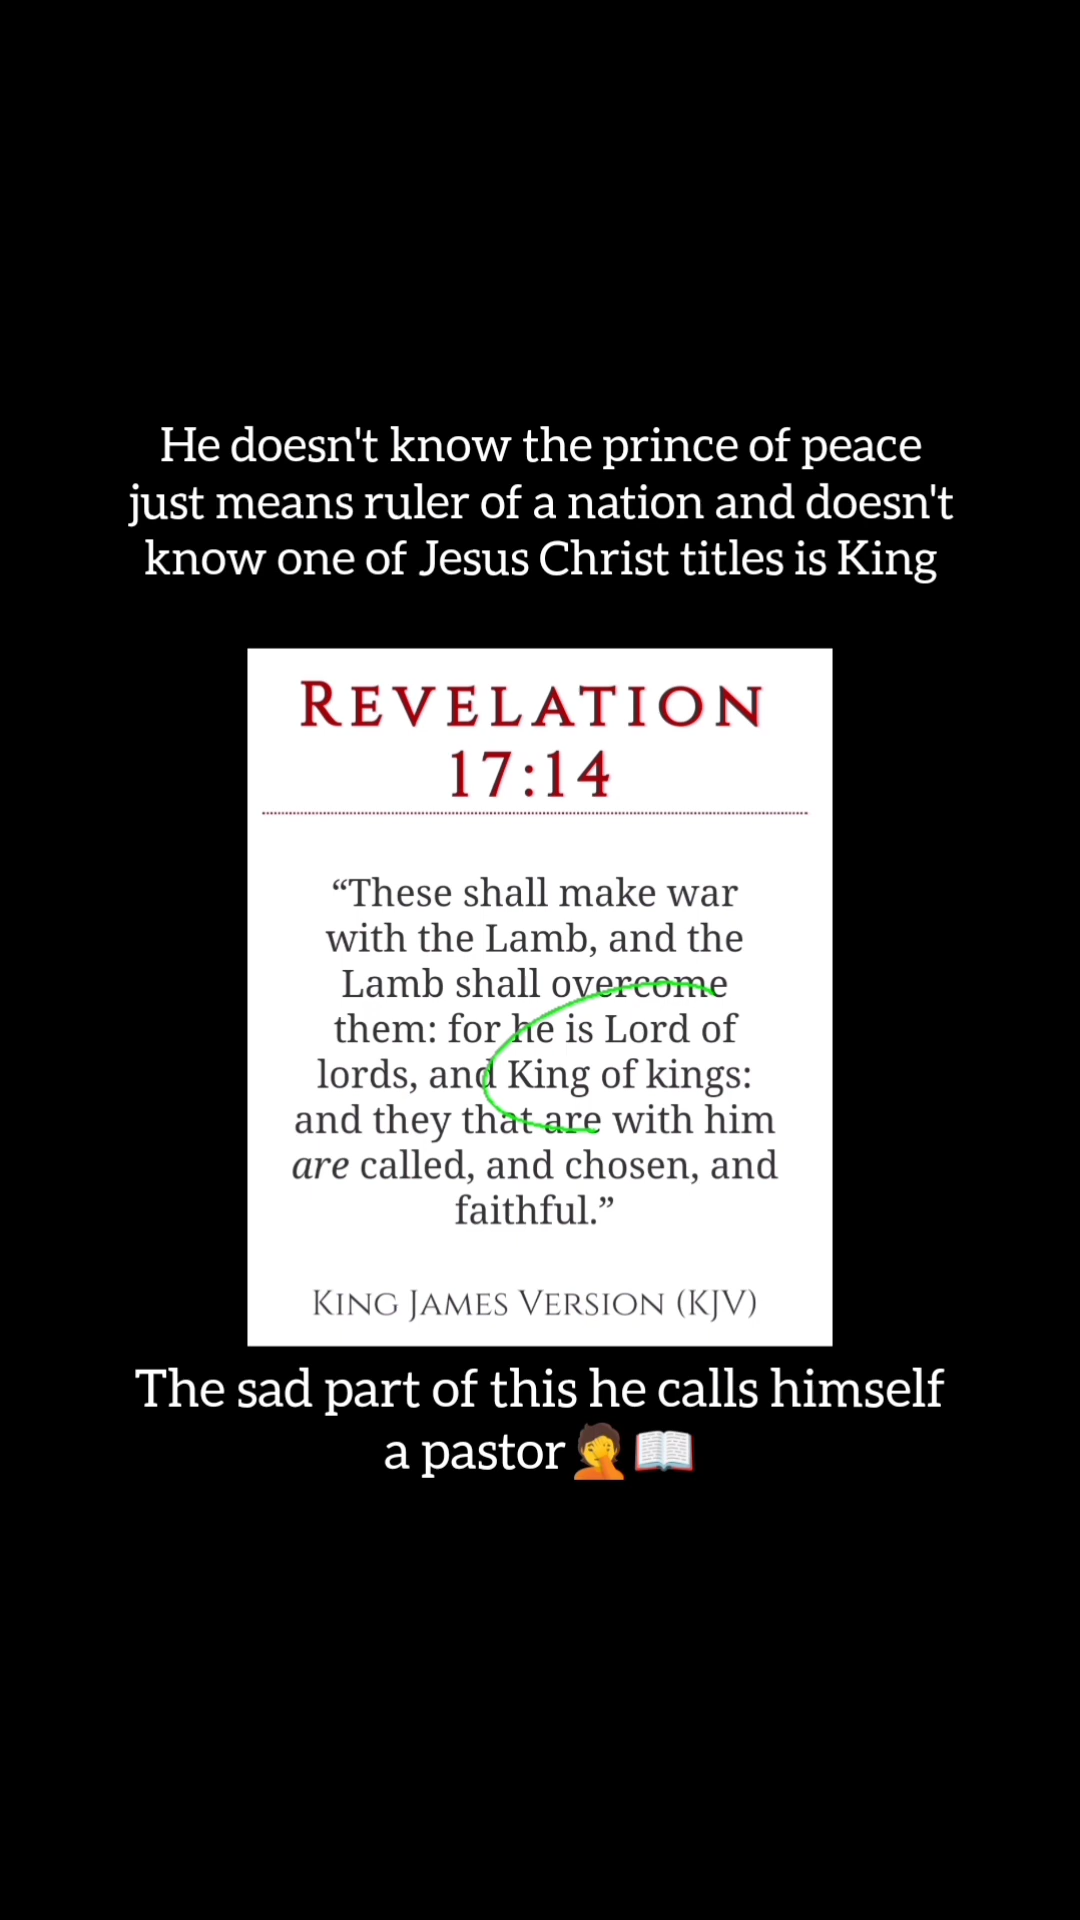 He doesn't know the prince of peace
just means ruler of a nation and doesn't
know one of Jesus Christ titles is King
REVELATION
17:14
“These shall make war
with the Lamb, and the
Lamb shall overcome
them: for he is Lord of
lords, and King of kings:
and they that are with him
are called, and chosen, and
faithful.”
KING JAMES VERSION (KJV)
The sad part of this he calls himself
a pastor🤦📖